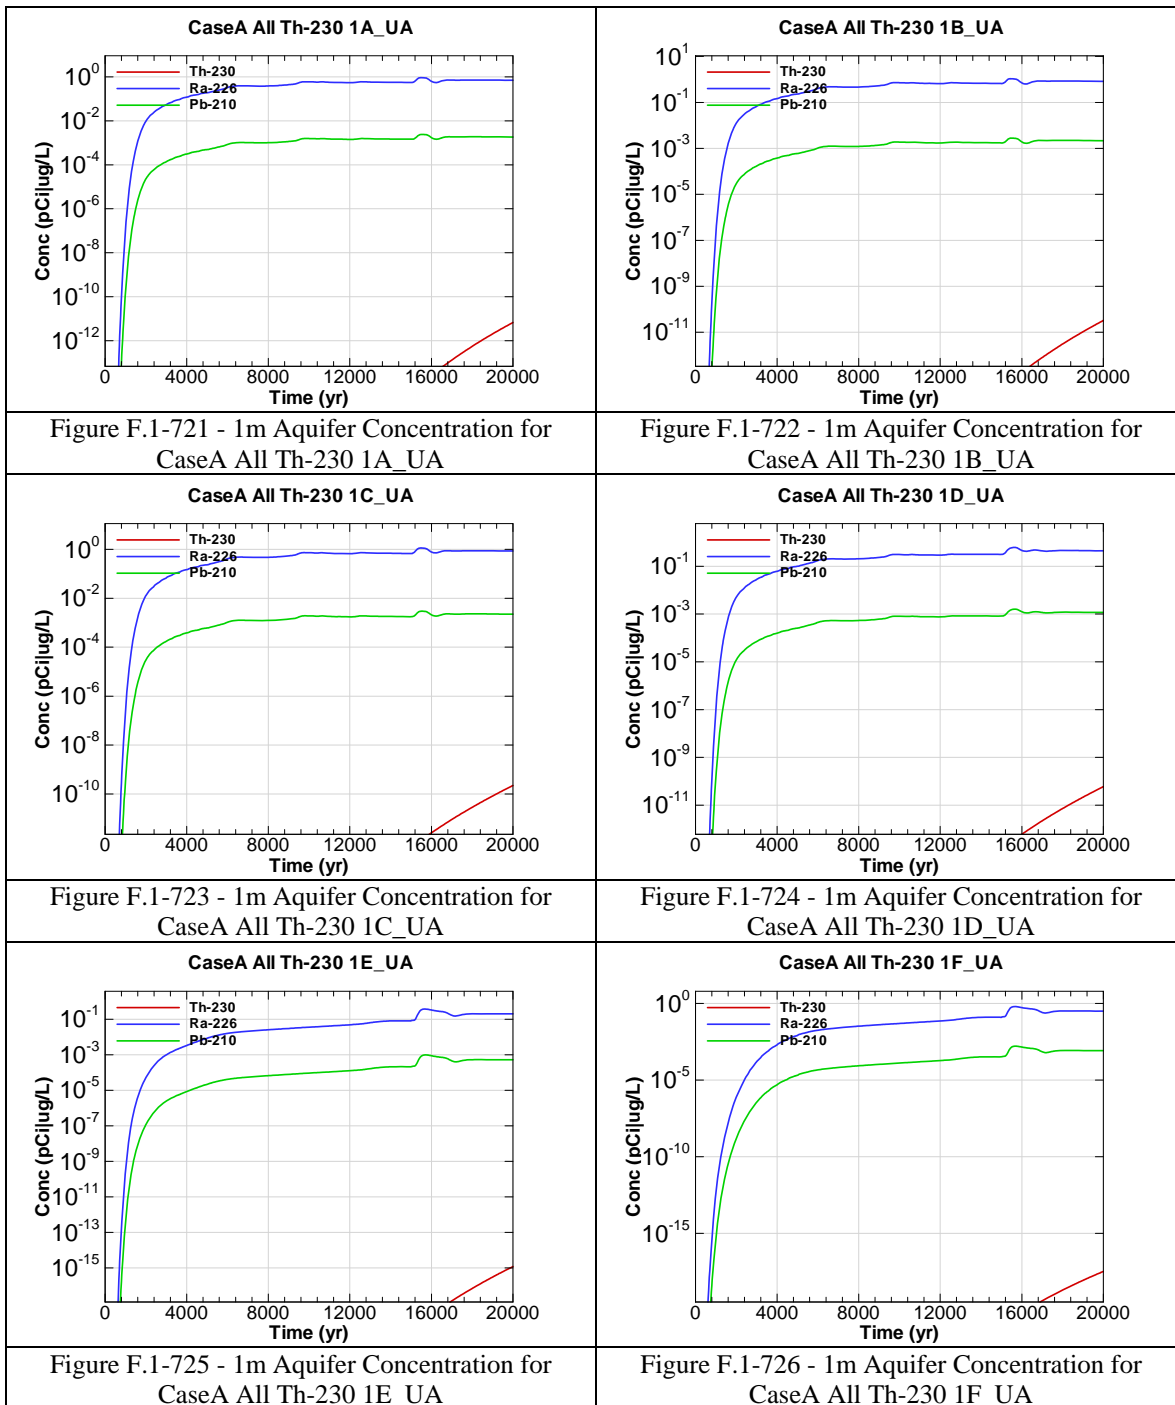 CaseA All Th-230 1A_UA
Th-230
Ra-226
Pb-210
10^0
10^-2
10^-4
10^-6
10^-8
10^-10
10^-12
Conc (pCi|ug/L)
0 4000 8000 12000 16000 20000
Time (yr)
Figure F.1-721 - 1m Aquifer Concentration for
CaseA All Th-230 1A_UA
CaseA All Th-230 1B_UA
Th-230
Ra-226
Pb-210
10^1
10^-1
10^-3
10^-5
10^-7
10^-9
10^-11
Conc (pCi|ug/L)
0 4000 8000 12000 16000 20000
Time (yr)
Figure F.1-722 - 1m Aquifer Concentration for
CaseA All Th-230 1B_UA
CaseA All Th-230 1C_UA
Th-230
Ra-226
Pb-210
10^0
10^-2
10^-4
10^-6
10^-8
10^-10
Conc (pCi|ug/L)
0 4000 8000 12000 16000 20000
Time (yr)
Figure F.1-723 - 1m Aquifer Concentration for
CaseA All Th-230 1C_UA
CaseA All Th-230 1D_UA
Th-230
Ra-226
Pb-210
10^-1
10^-3
10^-5
10^-7
10^-9
10^-11
Conc (pCi|ug/L)
0 4000 8000 12000 16000 20000
Time (yr)
Figure F.1-724 - 1m Aquifer Concentration for
CaseA All Th-230 1D_UA
CaseA All Th-230 1E_UA
Th-230
Ra-226
Pb-210
10^-1
10^-3
10^-5
10^-7
10^-9
10^-11
10^-13
10^-15
Conc (pCi|ug/L)
0 4000 8000 12000 16000 20000
Time (yr)
Figure F.1-725 - 1m Aquifer Concentration for
CaseA All Th-230 1E_UA
CaseA All Th-230 1F_UA
Th-230
Ra-226
Pb-210
10^0
10^-5
10^-10
10^-15
Conc (pCi|ug/L)
0 4000 8000 12000 16000 20000
Time (yr)
Figure F.1-726 - 1m Aquifer Concentration for
CaseA All Th-230 1F_UA